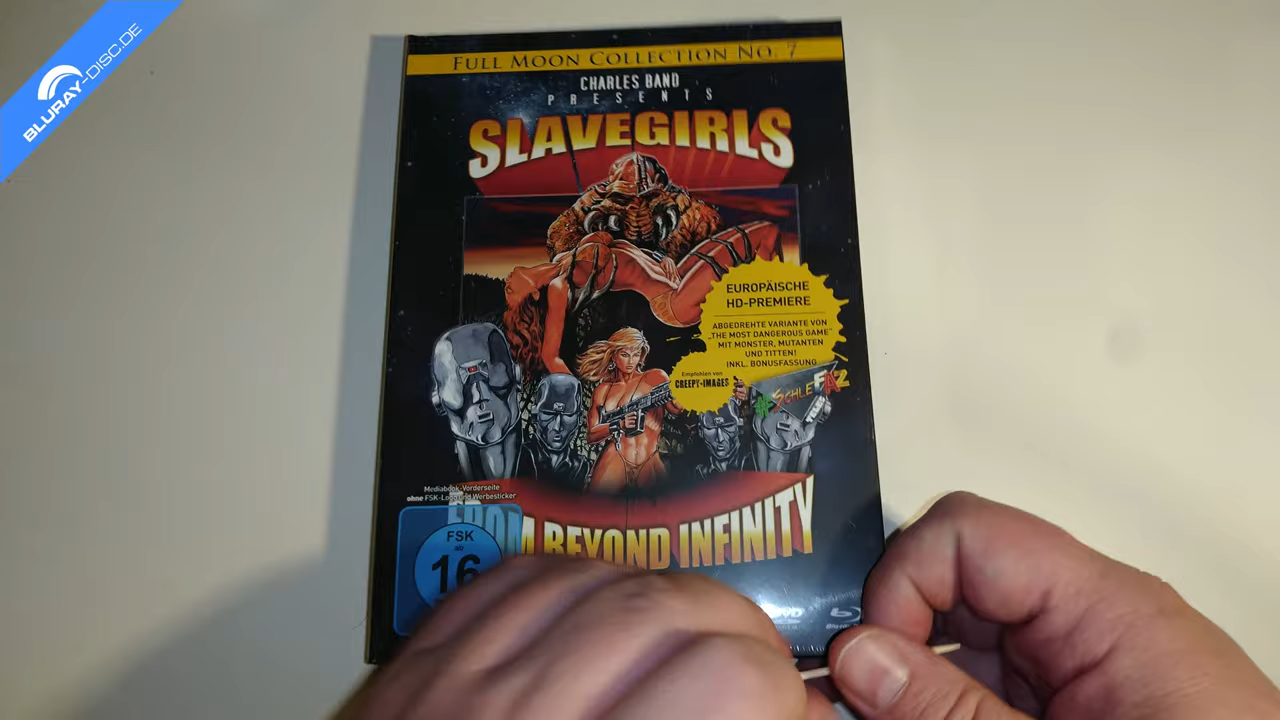 BLURAY-DISC.DE
FULL MOON COLLECTION NO. 7
CHARLES BAND
PRESENTS
SLAVEGIRLS
EUROPÄISCHE
HD-PREMIERE
ABGEDREHTE VARIANTE VON
„THE MOST DANGEROUS GAME"
MIT MONSTER, MUTANTEN
UND TITTEN!
INKL. BONUSFASSUNG
Empfohlen von
CREEPY-IMAGES
#SCHLEFAZ
Mediabook-Vorderseite
ohne FSK-Logo und Werbesticker
FROM BEYOND INFINITY
FSK
ab
16